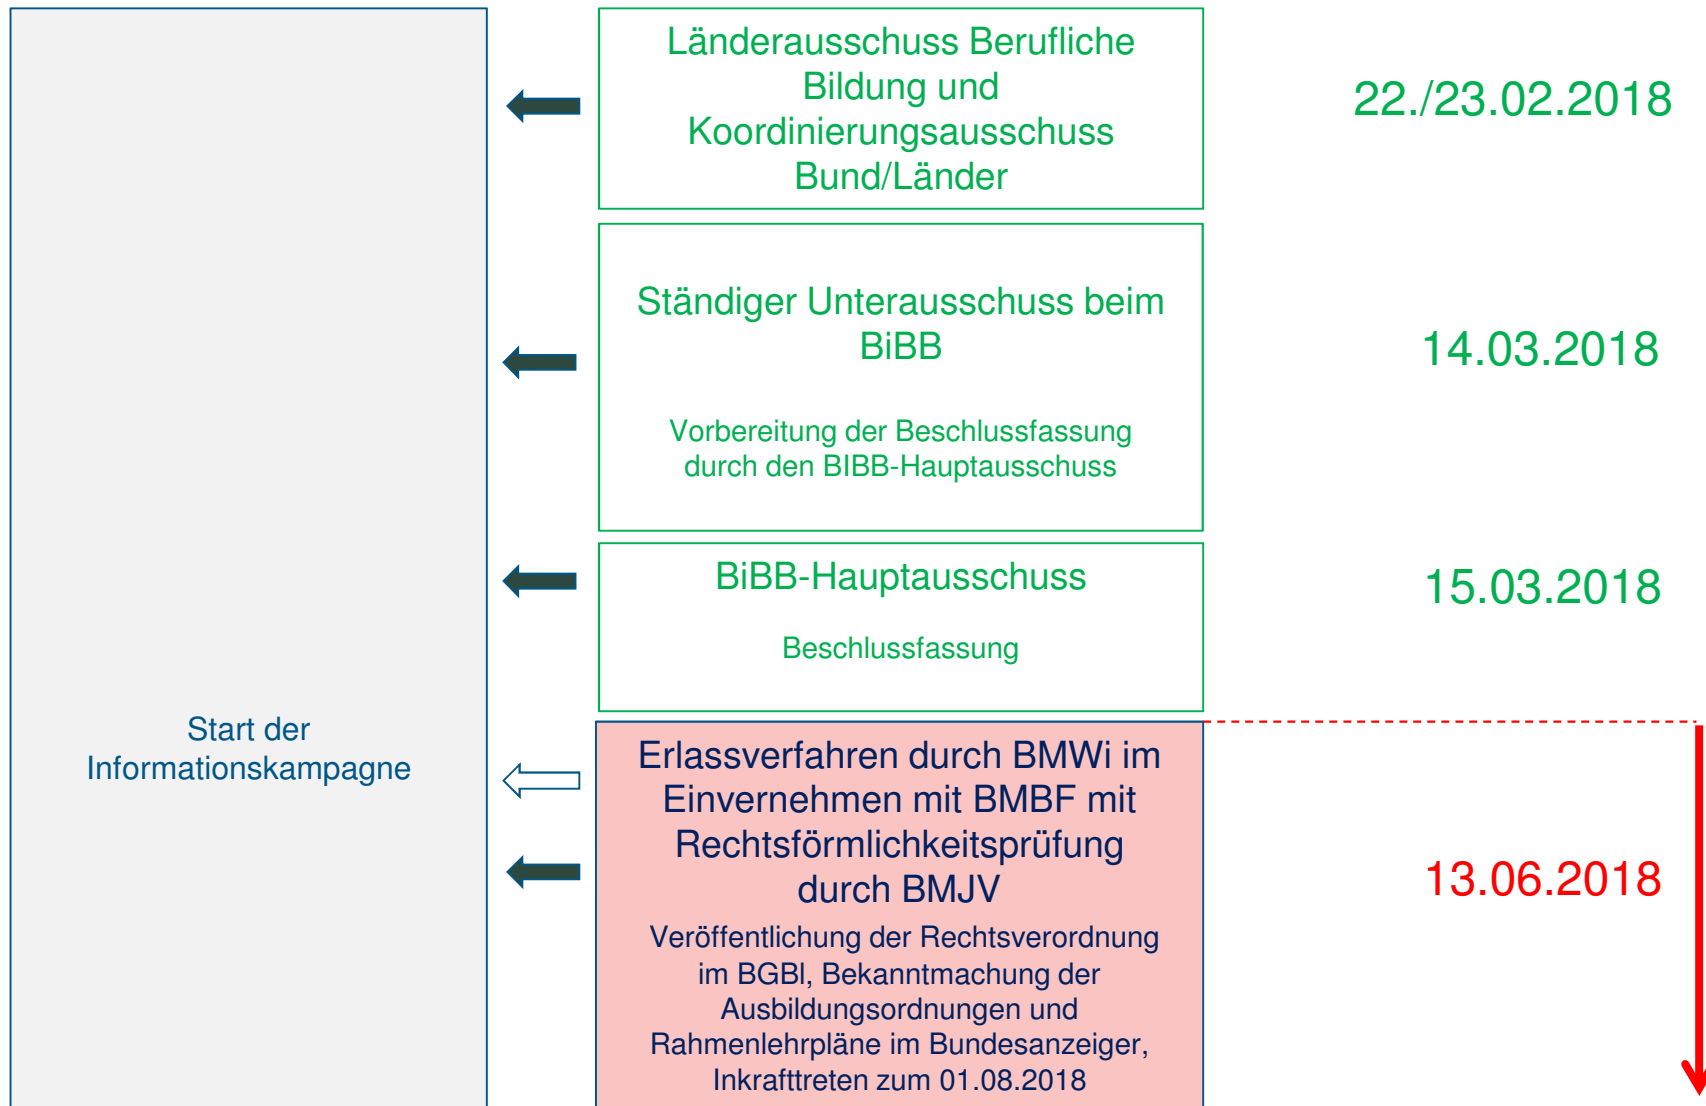 Länderausschuss Berufliche
Bildung und
Koordinierungsausschuss
Bund/Länder
22./23.02.2018
Ständiger Unterausschuss beim
BiBB
Vorbereitung der Beschlussfassung
durch den BIBB-Hauptausschuss
14.03.2018
BiBB-Hauptausschuss
Beschlussfassung
15.03.2018
Start der
Informationskampagne
Erlassverfahren durch BMWi im
Einvernehmen mit BMBF mit
Rechtsförmlichkeitsprüfung
durch BMJV
Veröffentlichung der Rechtsverordnung
im BGBl, Bekanntmachung der
Ausbildungsordnungen und
Rahmenlehrpläne im Bundesanzeiger,
Inkrafttreten zum 01.08.2018
13.06.2018